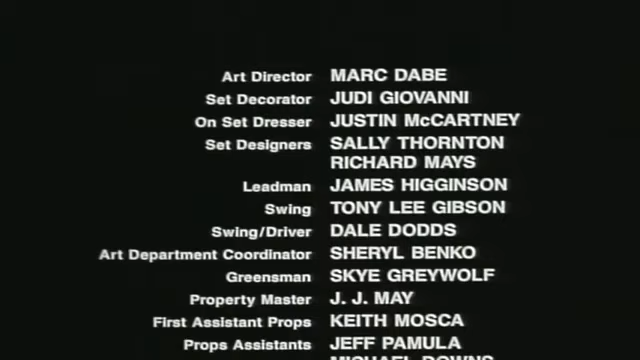 Art Director MARC DABE
Set Decorator JUDI GIOVANNI
On Set Dresser JUSTIN McCARTNEY
Set Designers SALLY THORNTON
RICHARD MAYS
Leadman JAMES HIGGINSON
Swing TONY LEE GIBSON
Swing/Driver DALE DODDS
Art Department Coordinator SHERYL BENKO
Greensman SKYE GREYWOLF
Property Master J. J. MAY
First Assistant Props KEITH MOSCA
Props Assistants JEFF PAMULA
MICHAEL DOWNS